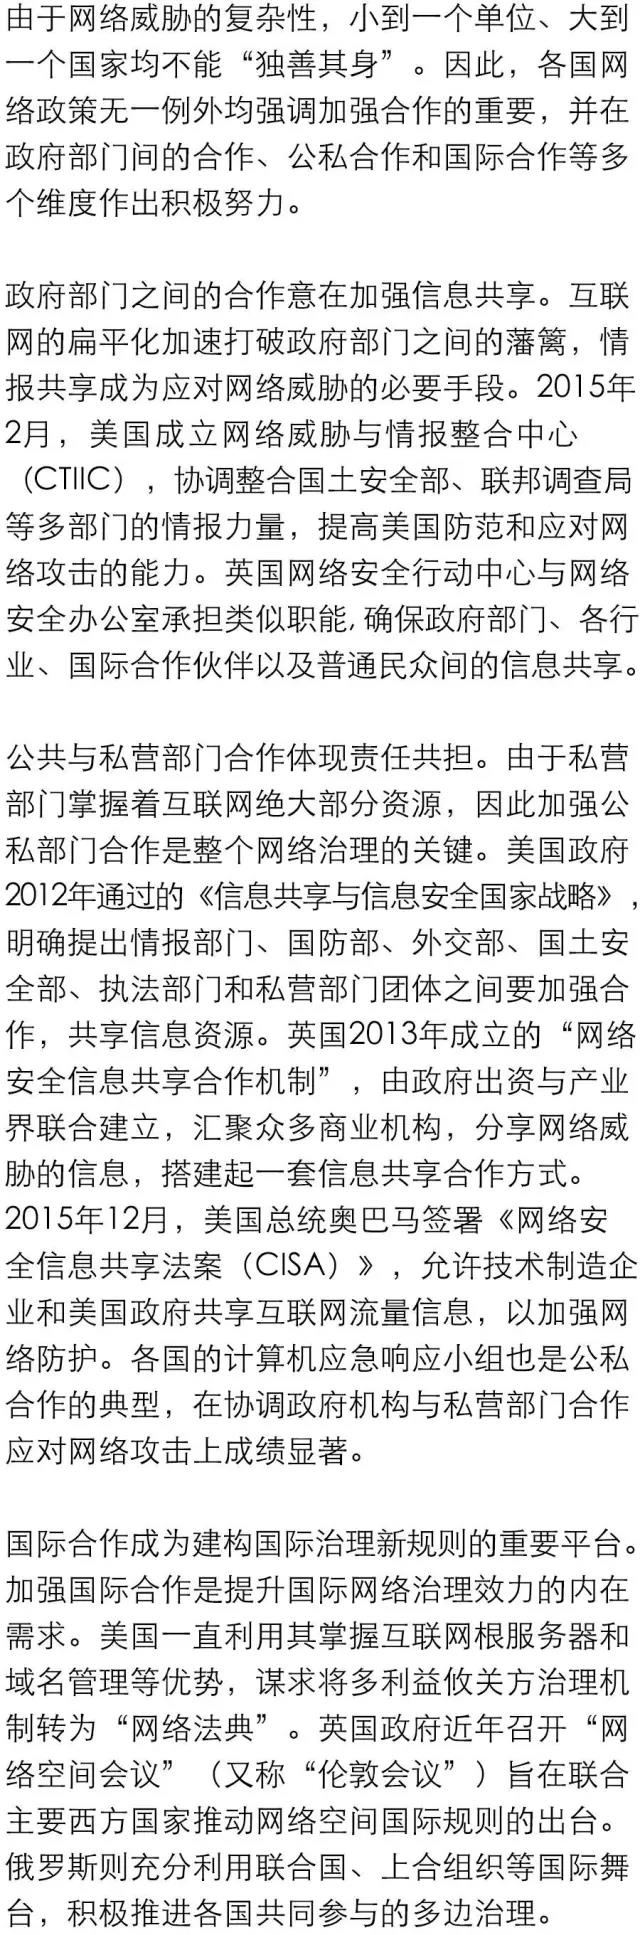 由于网络威胁的复杂性，小到一个单位、大到
一个国家均不能“独善其身”。因此，各国网
络政策无一例外均强调加强合作的重要，并在
政府部门间的合作、公私合作和国际合作等多
个维度作出积极努力。
政府部门之间的合作意在加强信息共享。互联
网的扁平化加速打破政府部门之间的藩篱，情
报共享成为应对网络威胁的必要手段。2015年
2月，美国成立网络威胁与情报整合中心
（CTIIC），协调整合国土安全部、联邦调查局
等多部门的情报力量，提高美国防范和应对网
络攻击的能力。英国网络安全行动中心与网络
安全办公室承担类似职能,确保政府部门、各行
业、国际合作伙伴以及普通民众间的信息共享。
公共与私营部门合作体现责任共担。由于私营
部门掌握着互联网绝大部分资源，因此加强公
私部门合作是整个网络治理的关键。美国政府
2012年通过的《信息共享与信息安全国家战略》，
明确提出情报部门、国防部、外交部、国土安
全部、执法部门和私营部门团体之间要加强合
作，共享信息资源。英国2013年成立的“网络
安全信息共享合作机制”，由政府出资与产业
界联合建立，汇聚众多商业机构，分享网络威
胁的信息，搭建起一套信息共享合作方式。
2015年12月，美国总统奥巴马签署《网络安
全信息共享法案（CISA）》，允许技术制造企
业和美国政府共享互联网流量信息，以加强网
络防护。各国的计算机应急响应小组也是公私
合作的典型，在协调政府机构与私营部门合作
应对网络攻击上成绩显著。
国际合作成为建构国际治理新规则的重要平台。
加强国际合作是提升国际网络治理效力的内在
需求。美国一直利用其掌握互联网根服务器和
域名管理等优势，谋求将多利益攸关方治理机
制转为“网络法典”。英国政府近年召开“网
络空间会议”（又称“伦敦会议”）旨在联合
主要西方国家推动网络空间国际规则的出台。
俄罗斯则充分利用联合国、上合组织等国际舞
台，积极推进各国共同参与的多边治理。